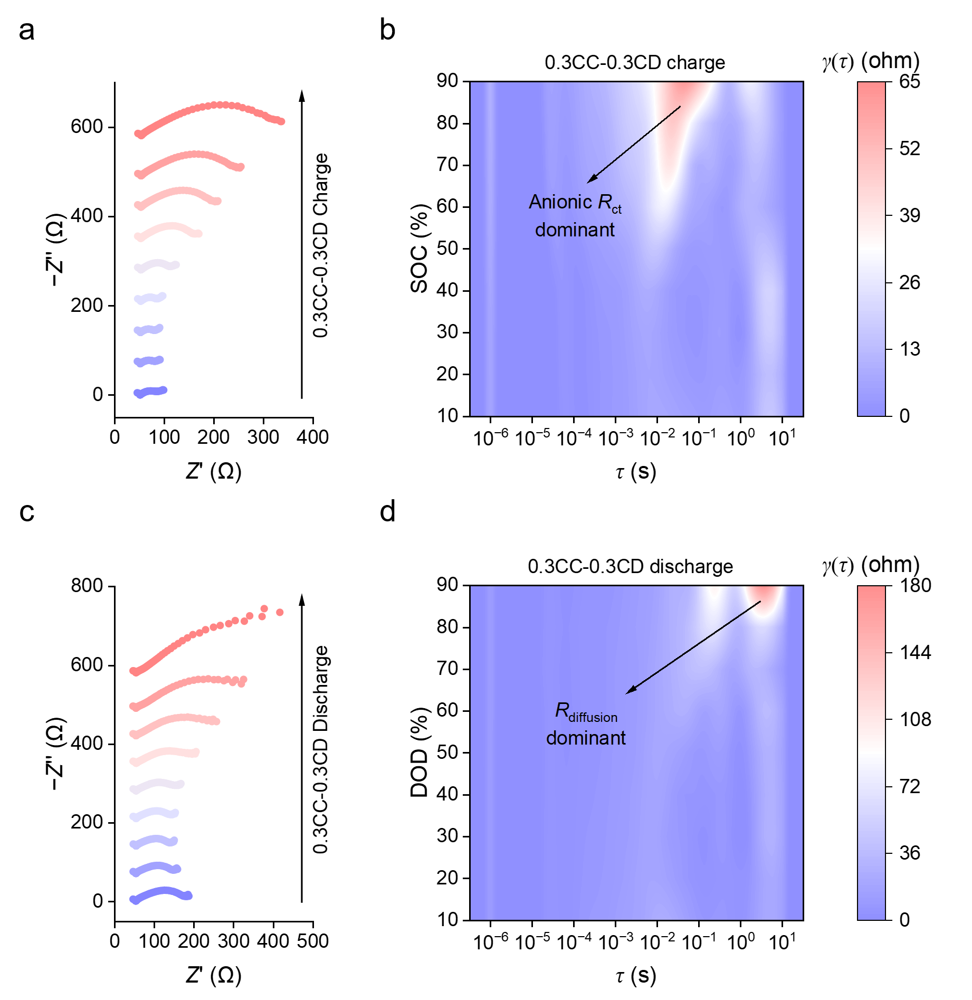 a
600
400
200
0
−Z'' (Ω)
0
100
200
300
400
Z' (Ω)
0.3CC-0.3CD Charge
b
0.3CC-0.3CD charge
90
80
70
60
50
40
30
20
10
SOC (%)
Anionic Rct
dominant
10⁻⁶ 10⁻⁵ 10⁻⁴ 10⁻³ 10⁻² 10⁻¹ 10⁰ 10¹
τ (s)
γ(τ) (ohm)
65
52
39
26
13
0
c
800
600
400
200
0
−Z'' (Ω)
0 100 200 300 400 500
Z' (Ω)
0.3CC-0.3CD Discharge
d
0.3CC-0.3CD discharge
90
80
70
60
50
40
30
20
10
DOD (%)
Rdiffusion
dominant
10⁻⁶ 10⁻⁵ 10⁻⁴ 10⁻³ 10⁻² 10⁻¹ 10⁰ 10¹
τ (s)
γ(τ) (ohm)
180
144
108
72
36
0